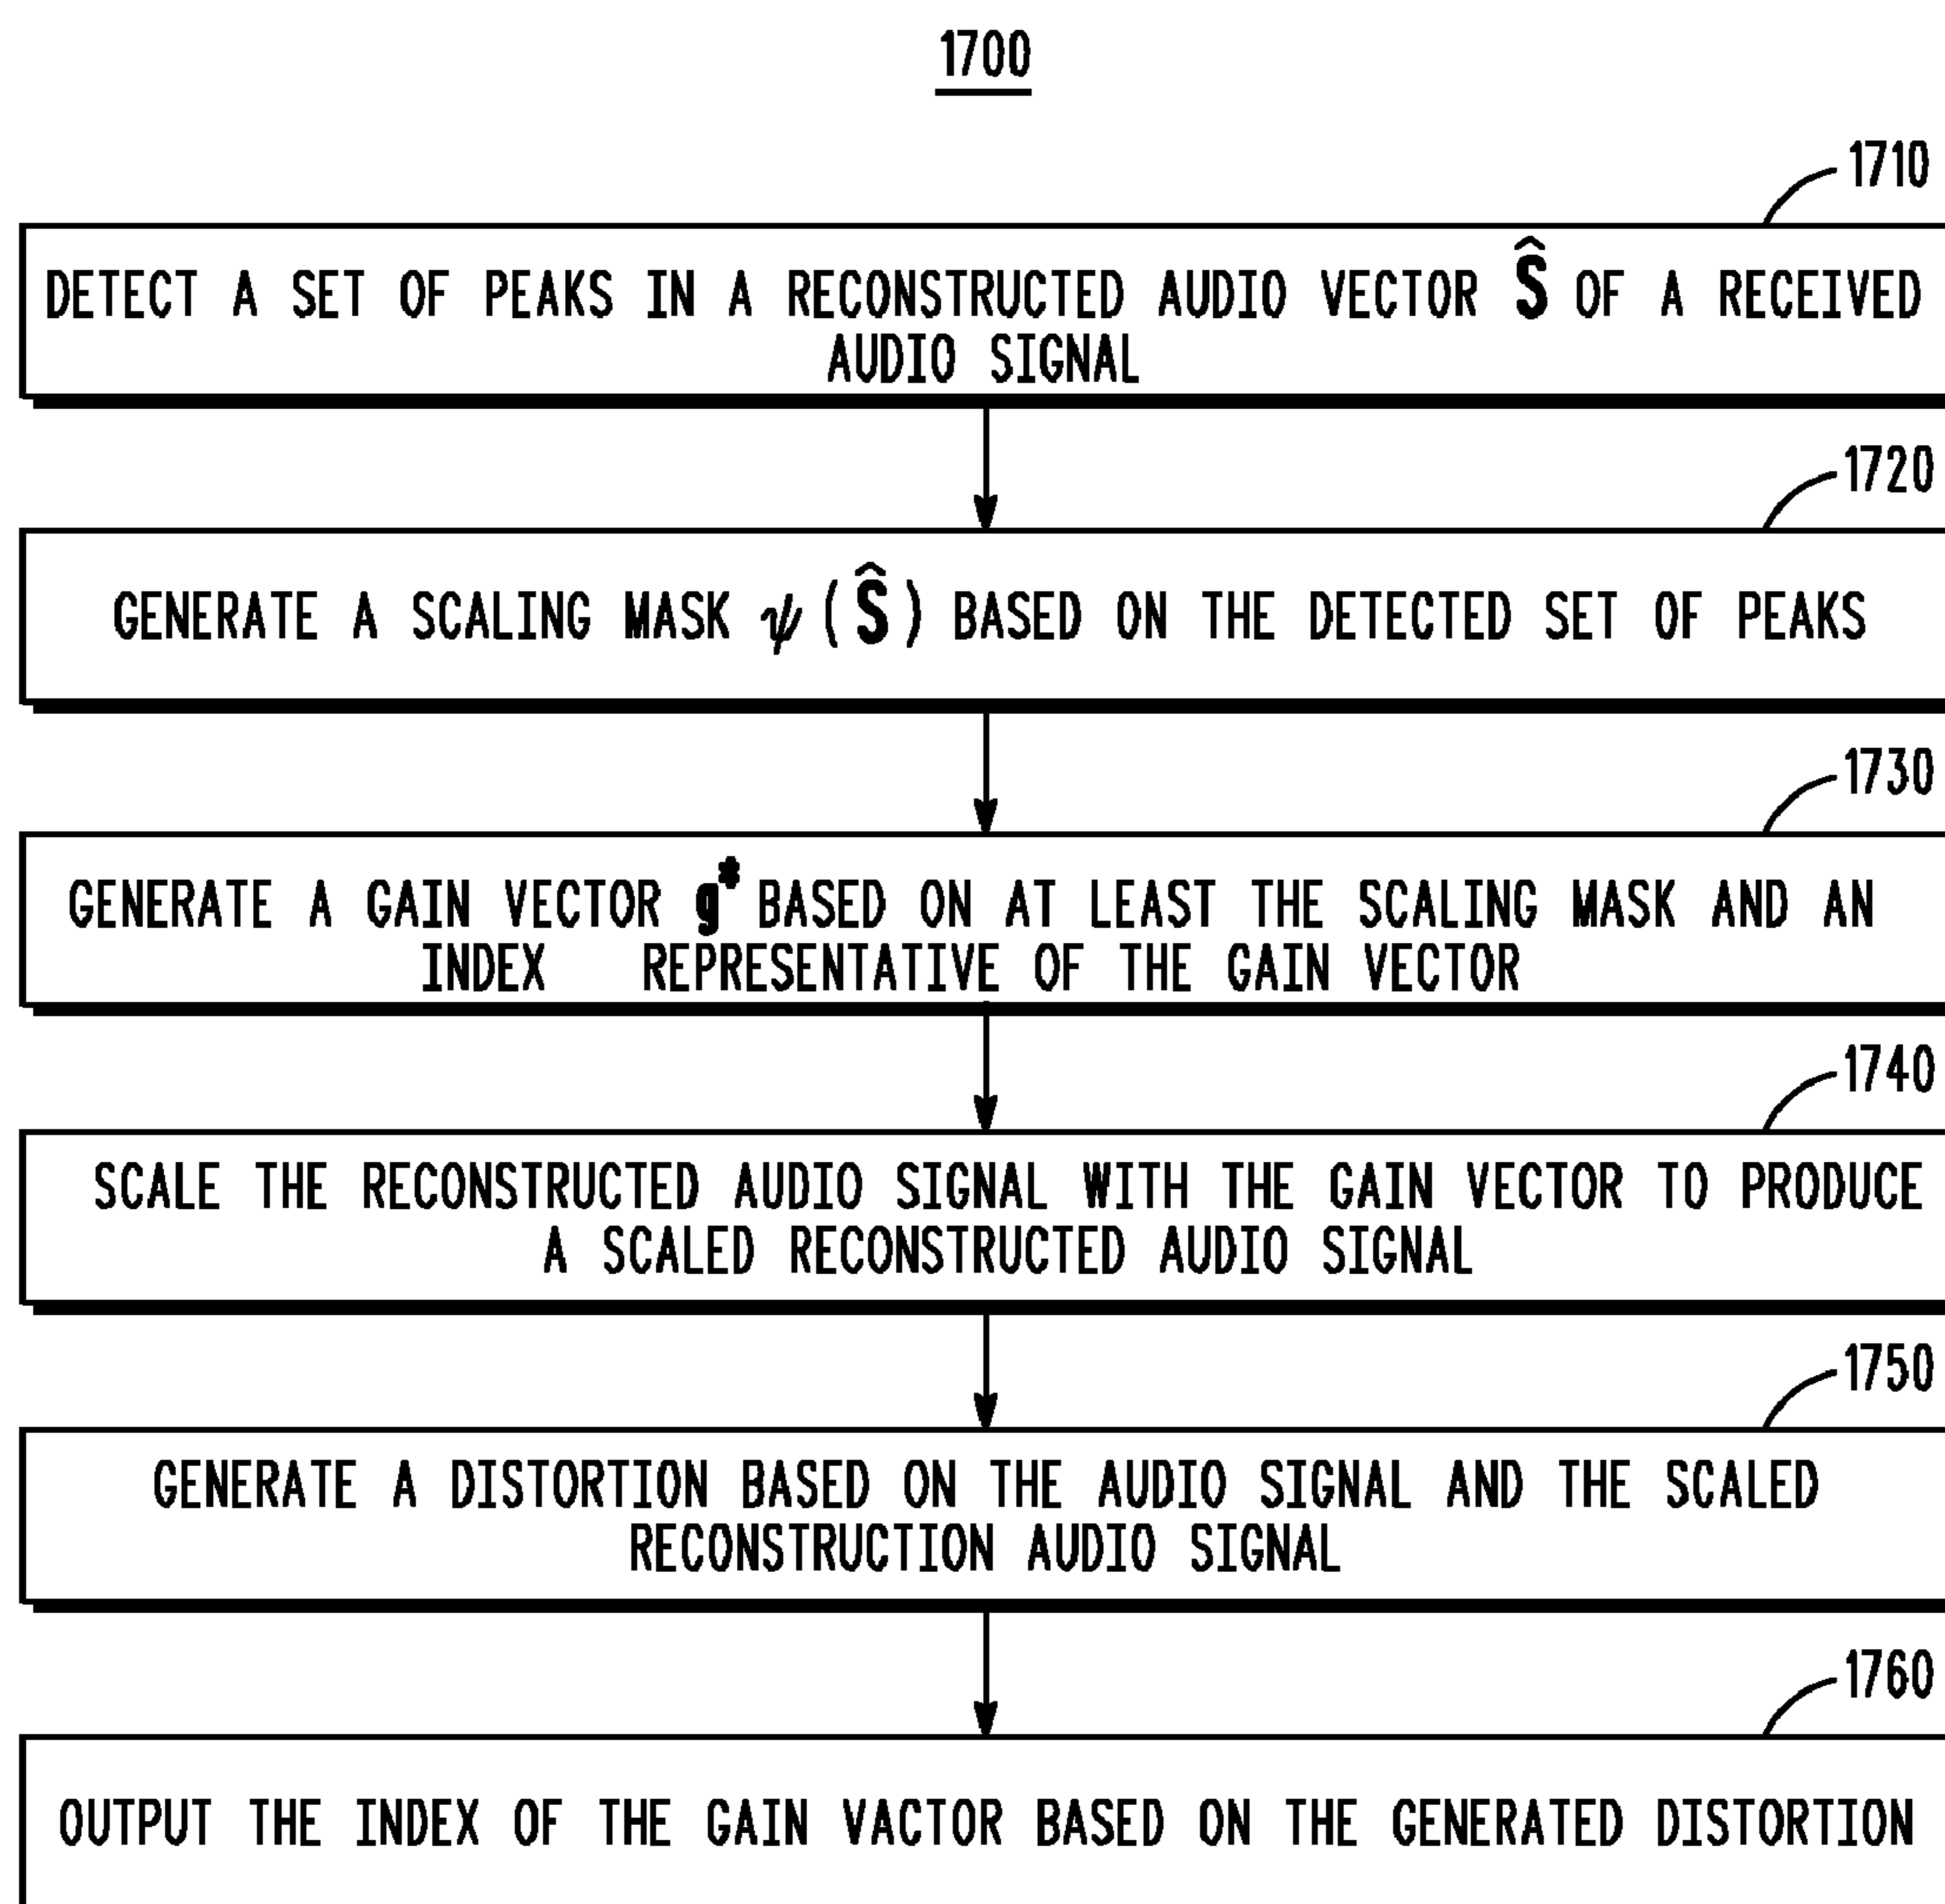 1700
1710
DETECT A SET OF PEAKS IN A RECONSTRUCTED AUDIO VECTOR Ŝ OF A RECEIVED
AUDIO SIGNAL
1720
GENERATE A SCALING MASK ψ (Ŝ) BASED ON THE DETECTED SET OF PEAKS
1730
GENERATE A GAIN VECTOR g* BASED ON AT LEAST THE SCALING MASK AND AN
INDEX REPRESENTATIVE OF THE GAIN VECTOR
1740
SCALE THE RECONSTRUCTED AUDIO SIGNAL WITH THE GAIN VECTOR TO PRODUCE
A SCALED RECONSTRUCTED AUDIO SIGNAL
1750
GENERATE A DISTORTION BASED ON THE AUDIO SIGNAL AND THE SCALED
RECONSTRUCTION AUDIO SIGNAL
1760
OUTPUT THE INDEX OF THE GAIN VACTOR BASED ON THE GENERATED DISTORTION